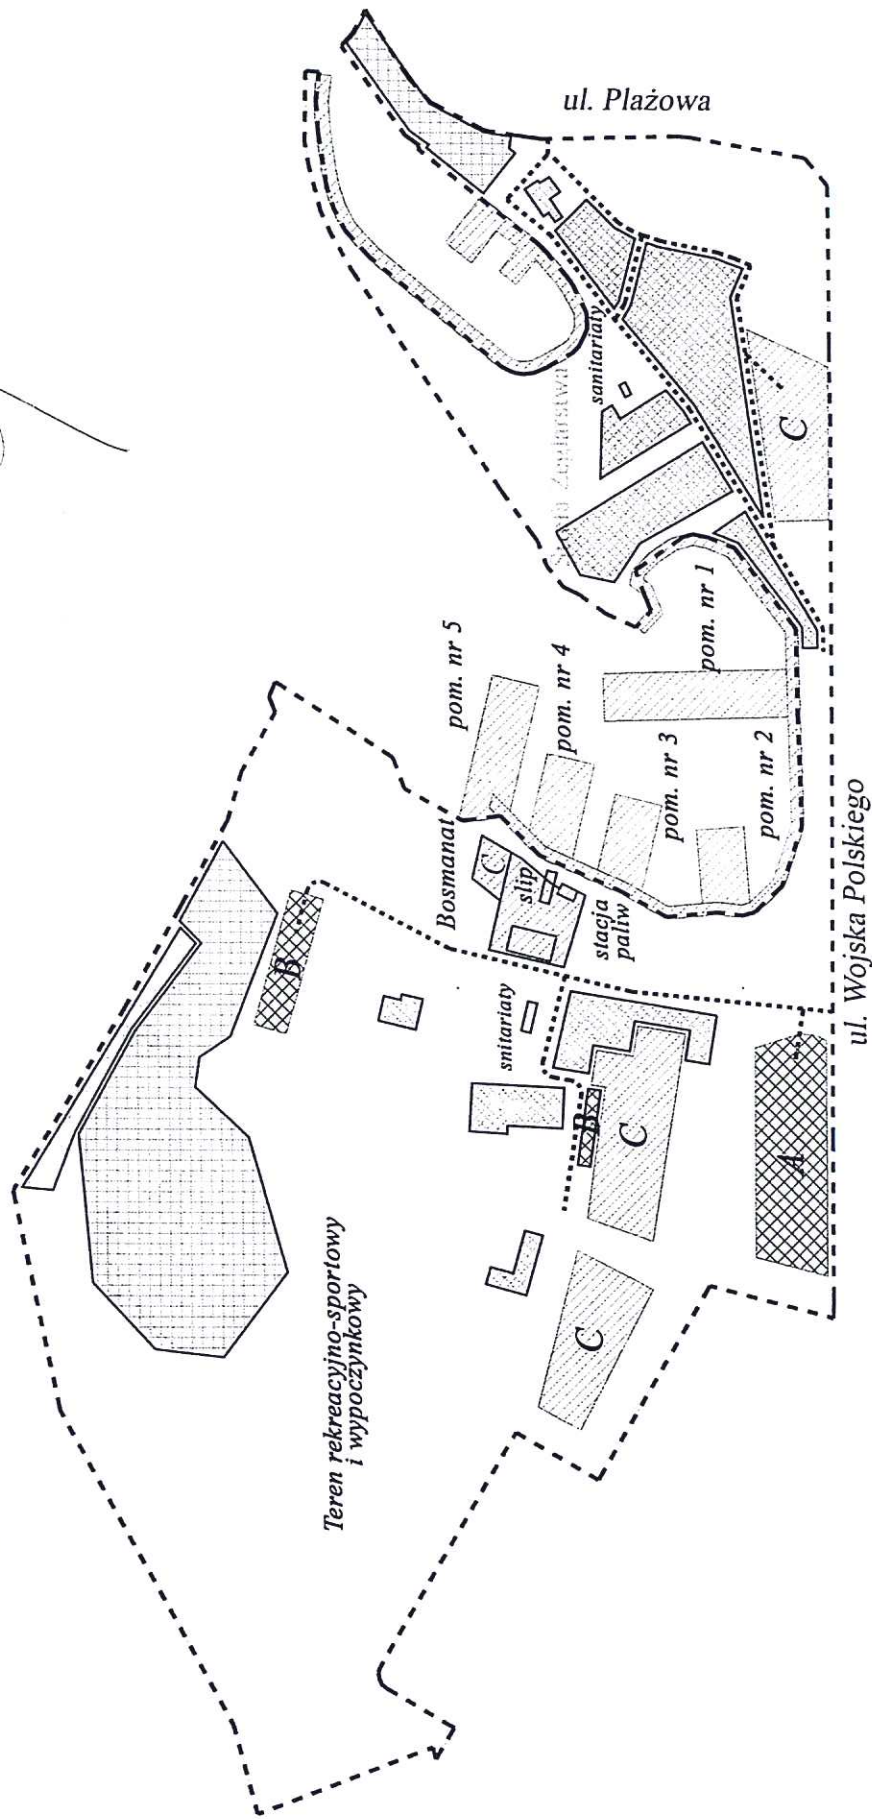 ul. Plażowa
sanitariaty
Żeglarstwa
C
pom. nr 1
pom. nr 5
pom. nr 4
pom. nr 3
pom. nr 2
Bosmanat
C
slip
stacja
paliw
ul. Wojska Polskiego
B
snitariaty
B
C
A
C
Teren rekreacyjno-sportowy
i wypoczynkowy